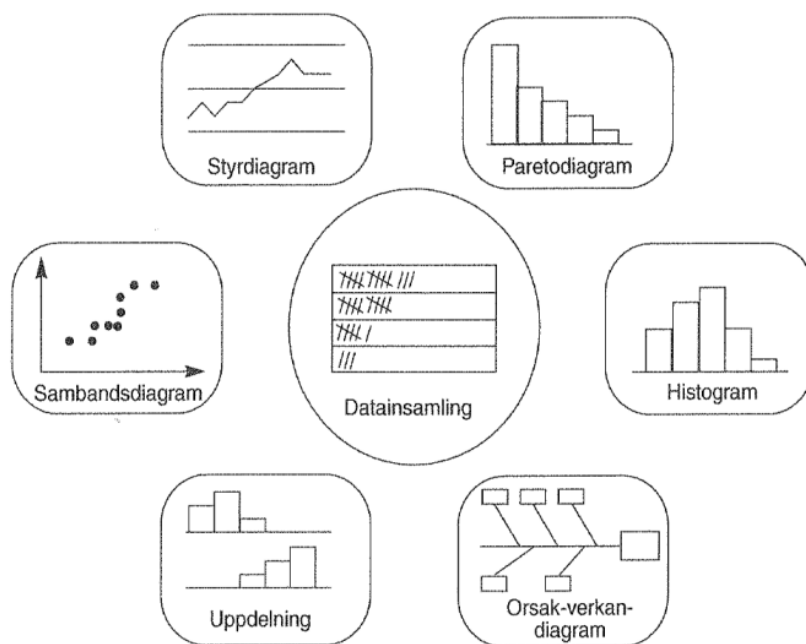 Styrdiagram
Paretodiagram
Sambandsdiagram
Datainsamling
Histogram
Uppdelning
Orsak-verkan-
diagram